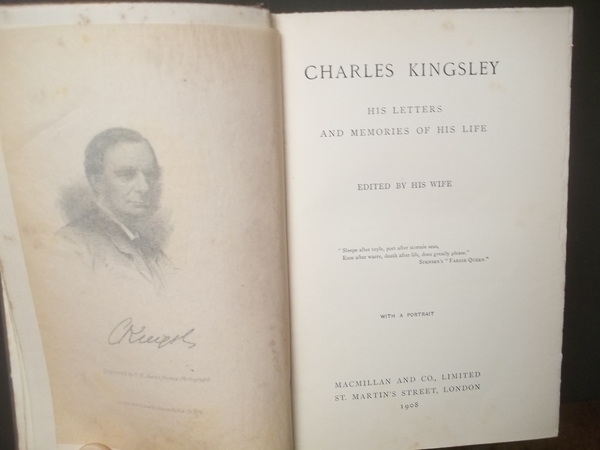 C Kingsley
CHARLES KINGSLEY
HIS LETTERS
AND MEMORIES OF HIS LIFE
EDITED BY HIS WIFE
"Sleepe after toyle, port after stormie seas,
Ease after warre, death after life, does greatly please."
SPENSER'S "FAERIE QUEEN."
WITH A PORTRAIT
MACMILLAN AND CO., LIMITED
ST. MARTIN'S STREET, LONDON
1908